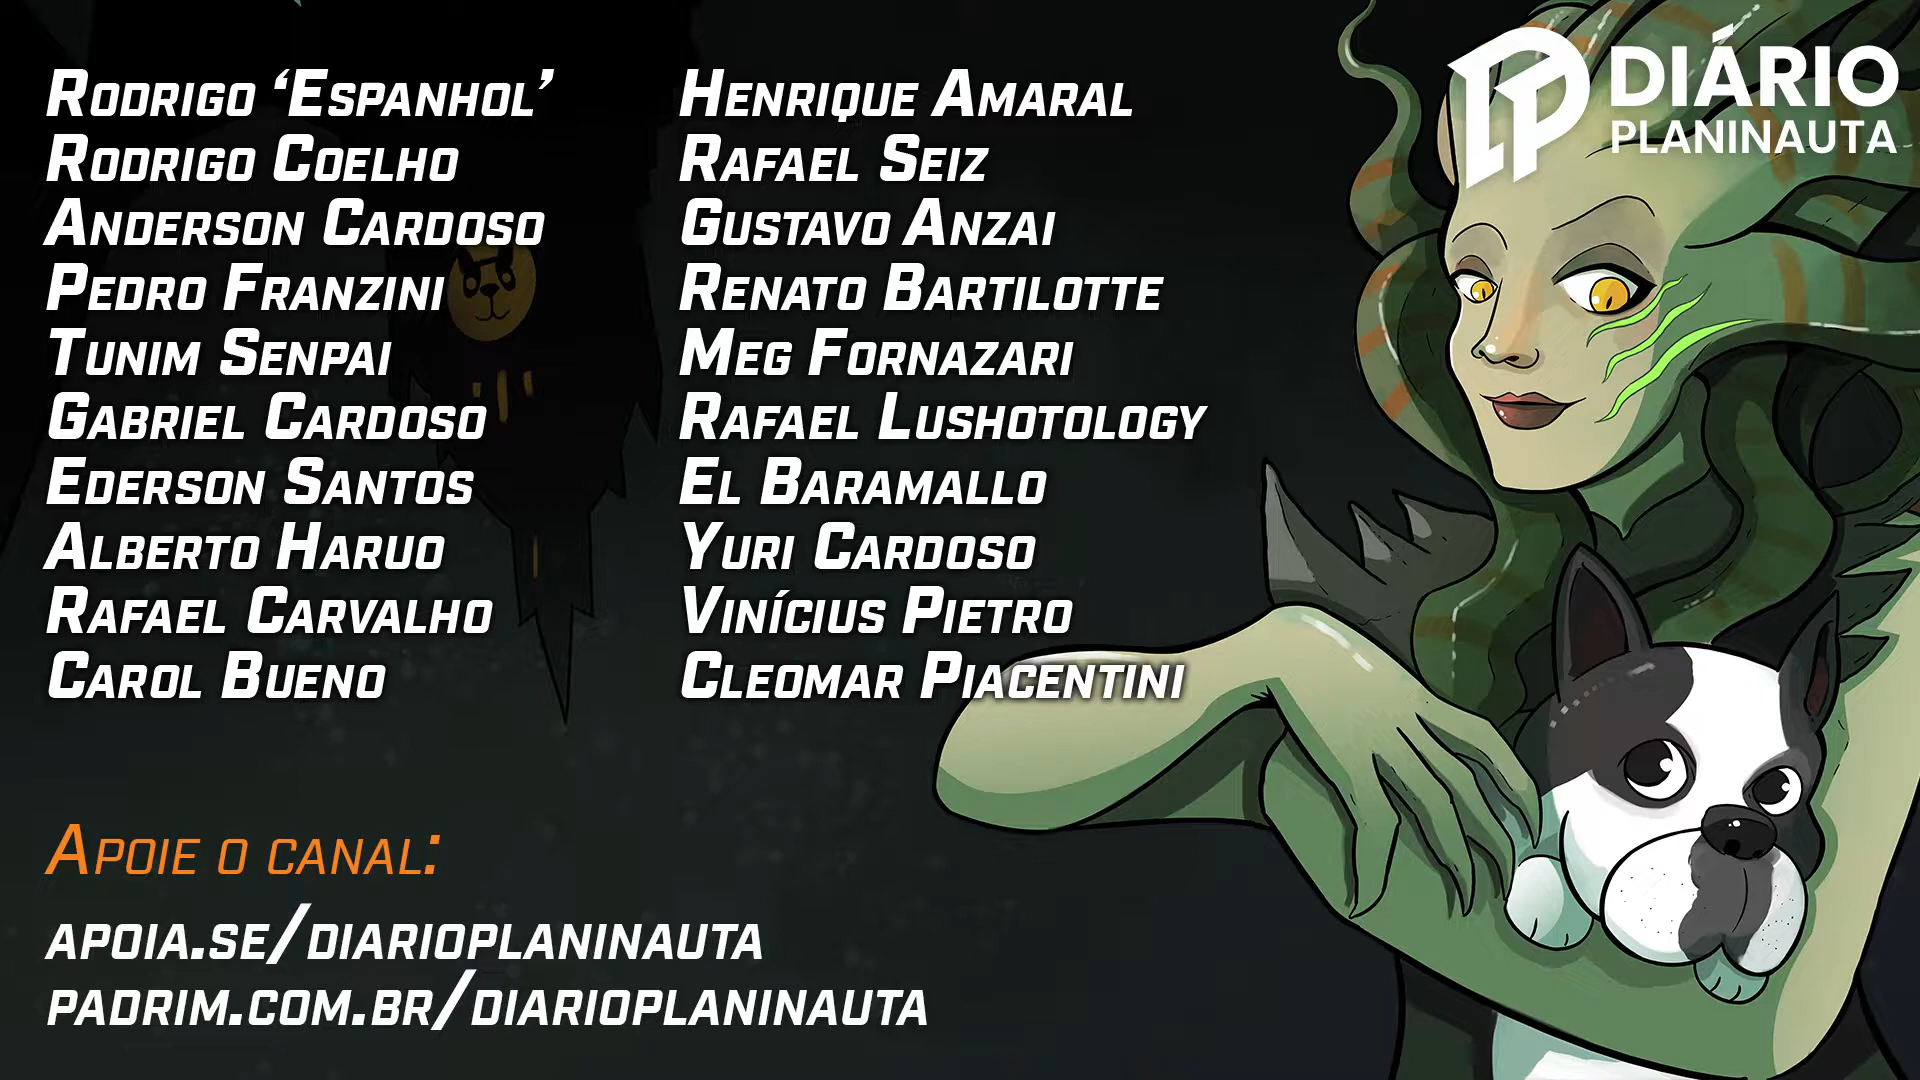 Rodrigo ‘Espanhol’
Rodrigo Coelho
Anderson Cardoso
Pedro Franzini
Tunim Senpai
Gabriel Cardoso
Ederson Santos
Alberto Haruo
Rafael Carvalho
Carol Bueno
Henrique Amaral
Rafael Seiz
Gustavo Anzai
Renato Bartilotte
Meg Fornazari
Rafael Lushotology
El Baramallo
Yuri Cardoso
Vinícius Pietro
Cleomar Piacentini
Apoie o canal:
apoia.se/diarioplaninauta
padrim.com.br/diarioplaninauta
DIÁRIO
PLANINAUTA